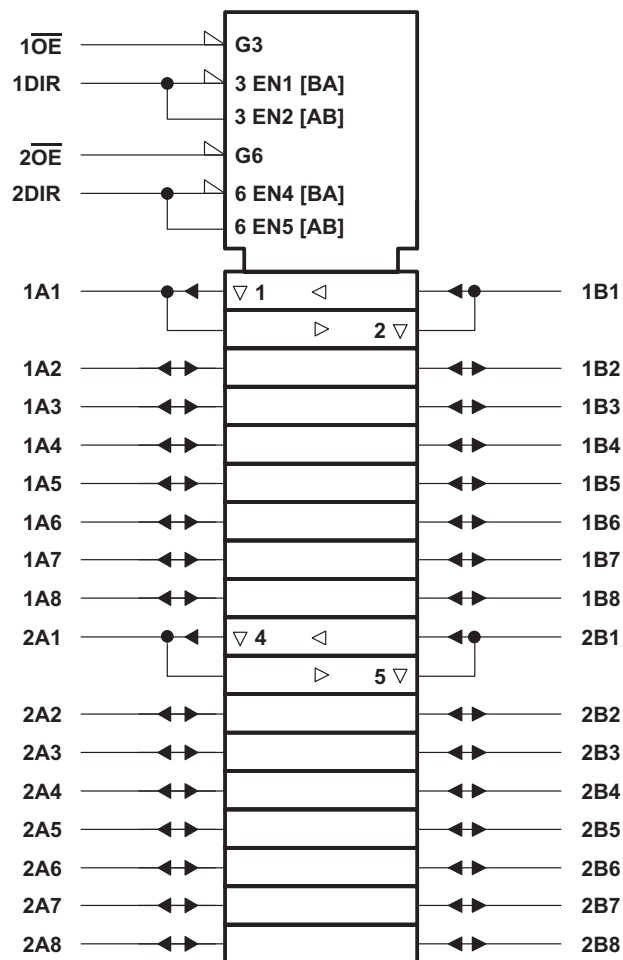 1O̅E̅ G3
1DIR 3 EN1 [BA]
3 EN2 [AB]
2O̅E̅ G6
2DIR 6 EN4 [BA]
6 EN5 [AB]
1A1 ▽ 1 ◁ 1B1
▷ 2 ▽
1A2 1B2
1A3 1B3
1A4 1B4
1A5 1B5
1A6 1B6
1A7 1B7
1A8 1B8
2A1 ▽ 4 ◁ 2B1
▷ 5 ▽
2A2 2B2
2A3 2B3
2A4 2B4
2A5 2B5
2A6 2B6
2A7 2B7
2A8 2B8